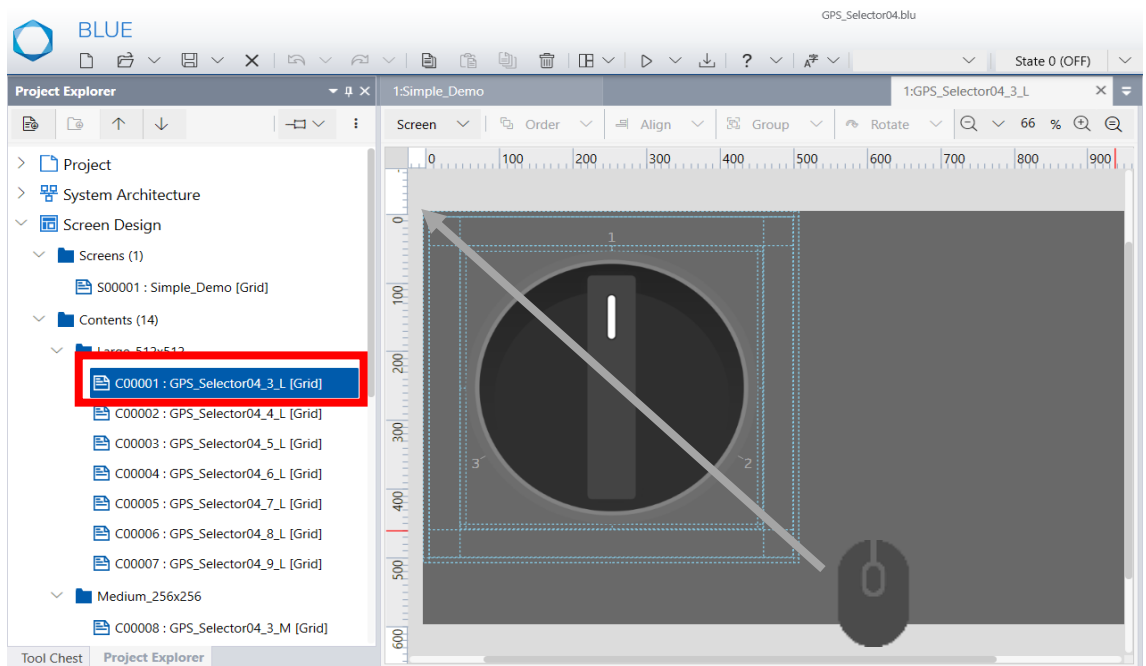 GPS_Selector04.blu
BLUE
? State 0 (OFF)
Project Explorer
1:Simple_Demo
1:GPS_Selector04_3_L
Screen Order Align Group Rotate 66 %
0 100 200 300 400 500 600 700 800 900
Project
System Architecture
Screen Design
Screens (1)
S00001 : Simple_Demo [Grid]
Contents (14)
Large_512x512
C00001 : GPS_Selector04_3_L [Grid]
C00002 : GPS_Selector04_4_L [Grid]
C00003 : GPS_Selector04_5_L [Grid]
C00004 : GPS_Selector04_6_L [Grid]
C00005 : GPS_Selector04_7_L [Grid]
C00006 : GPS_Selector04_8_L [Grid]
C00007 : GPS_Selector04_9_L [Grid]
Medium_256x256
C00008 : GPS_Selector04_3_M [Grid]
Tool Chest Project Explorer
0
100
200
300
400
500
600
1
3 2